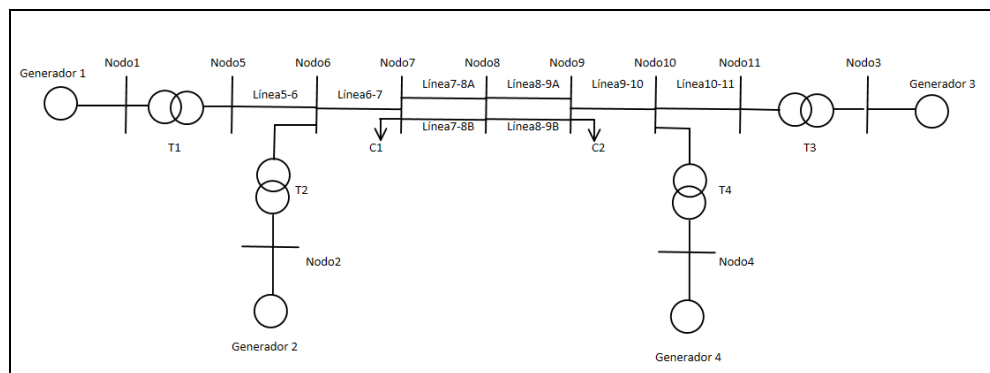 Generador 1
Nodo1
Nodo5
Nodo6
Nodo7
Nodo8
Nodo9
Nodo10
Nodo11
Nodo3
Generador 3
Línea5-6
Línea6-7
Línea7-8A
Línea8-9A
Línea9-10
Línea10-11
T1
C1
Línea7-8B
Línea8-9B
C2
T3
T2
T4
Nodo2
Nodo4
Generador 2
Generador 4